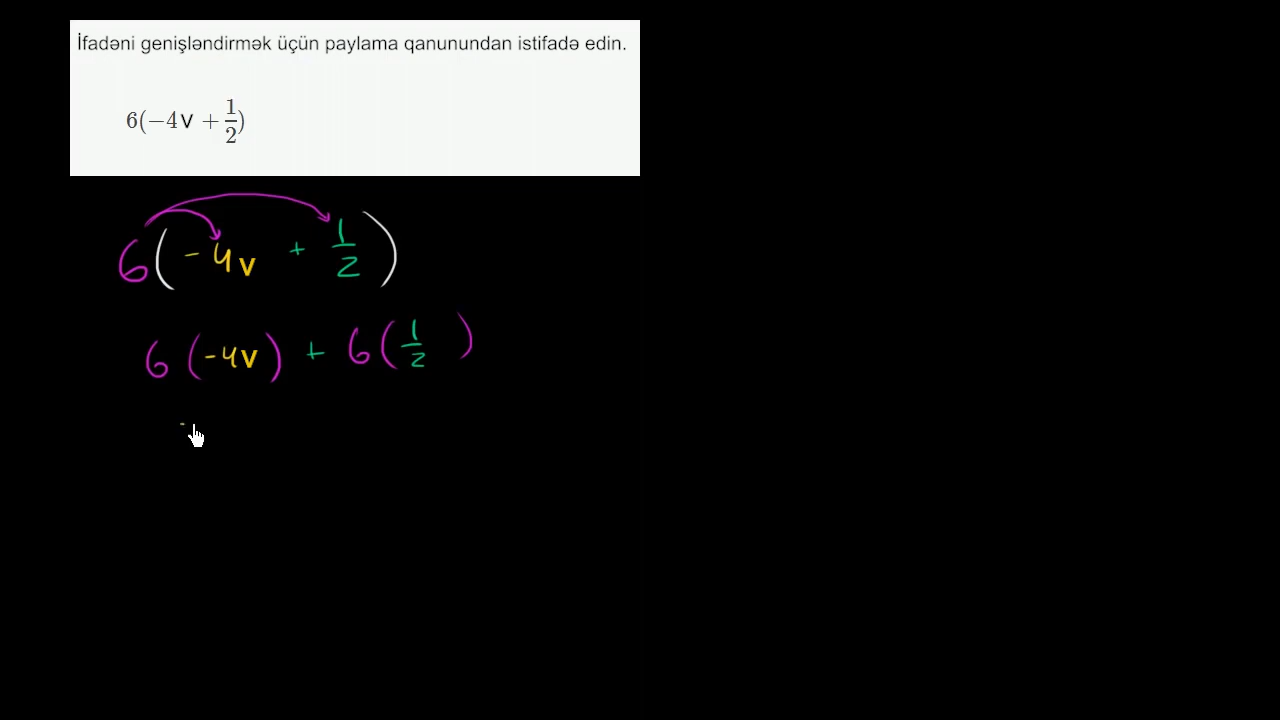 İfadəni genişləndirmək üçün paylama qanunundan istifadə edin.
6(−4v + 1/2)
6(-4v + 1/2)
6(-4v) + 6(1/2)
-